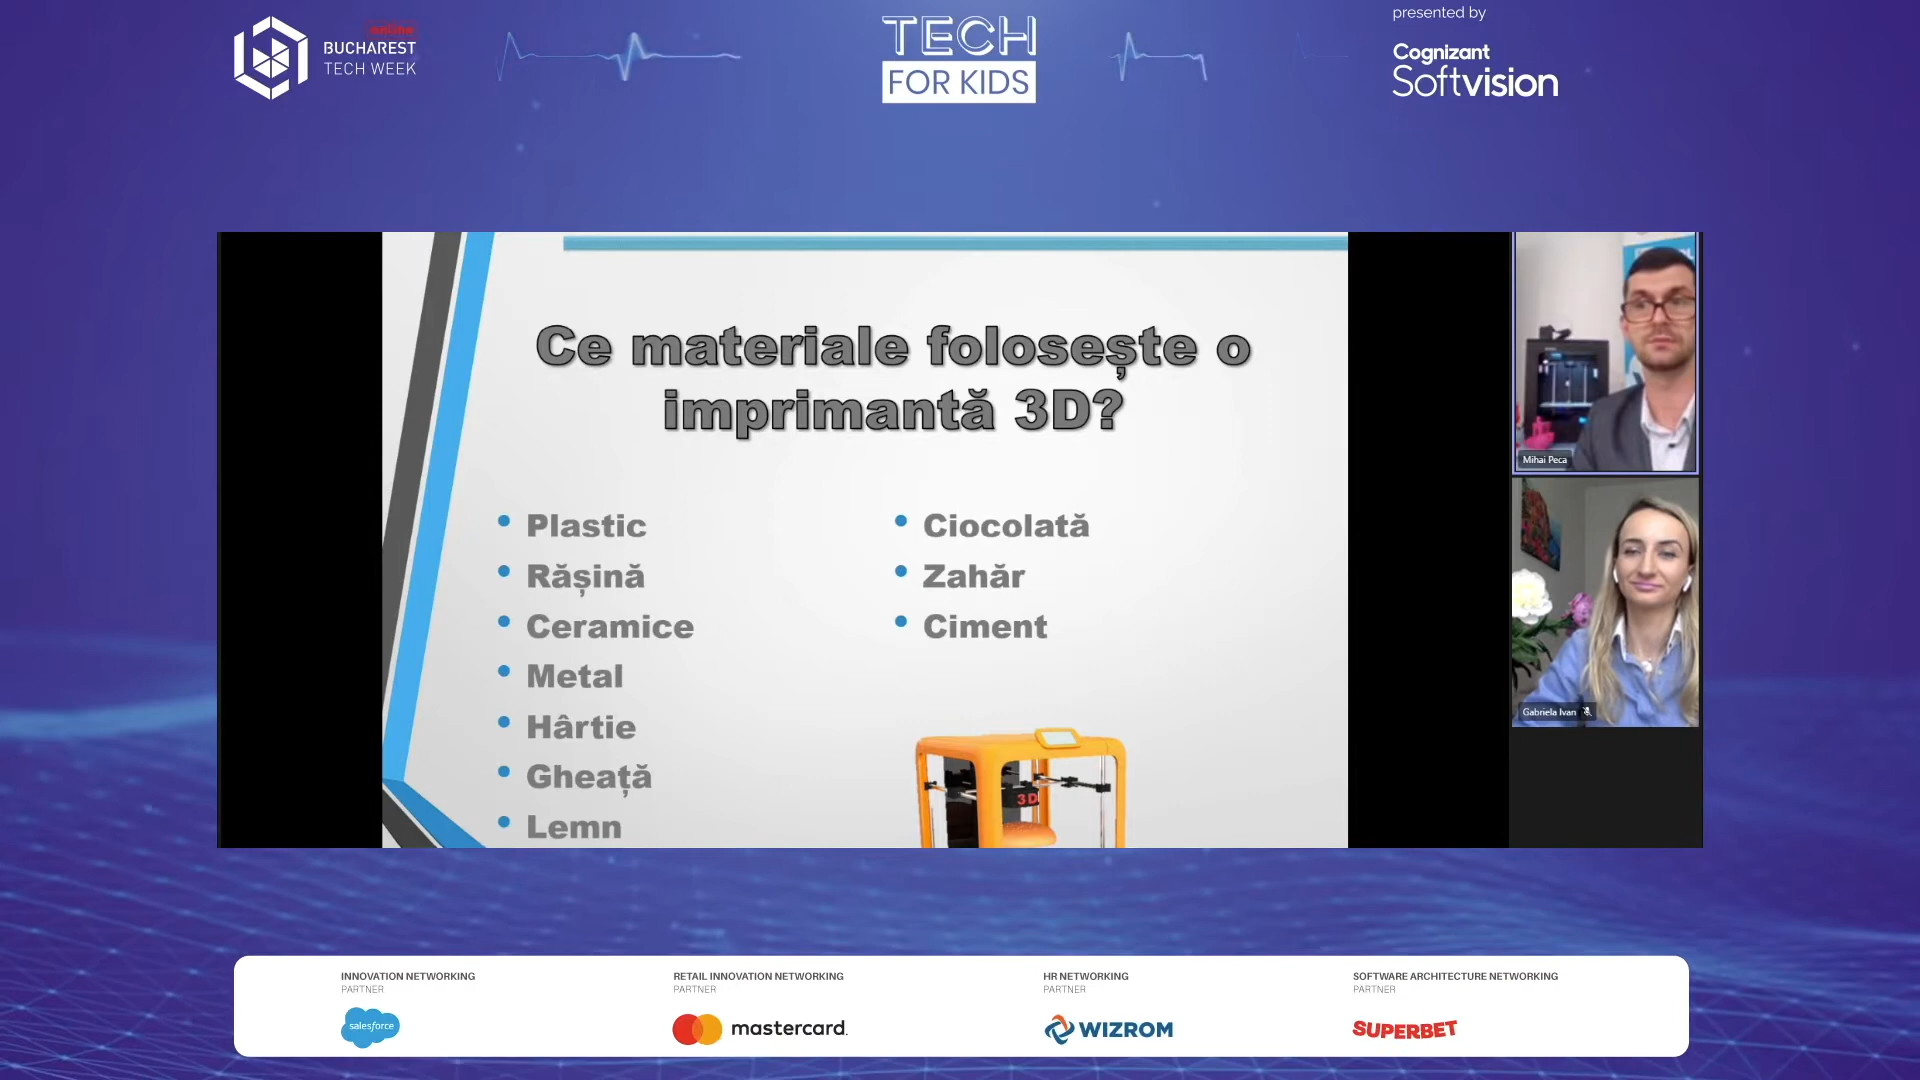 online
BUCHAREST
TECH WEEK
TECH
FOR KIDS
presented by
Cognizant
Softvision
Ce materiale folosește o
imprimantă 3D?
Plastic
Rășină
Ceramice
Metal
Hârtie
Gheață
Lemn
Ciocolată
Zahăr
Ciment
3D
Mihai Peca
Gabriela Ivan
INNOVATION NETWORKING
PARTNER
salesforce
RETAIL INNOVATION NETWORKING
PARTNER
mastercard.
HR NETWORKING
PARTNER
WIZROM
SOFTWARE ARCHITECTURE NETWORKING
PARTNER
SUPERBET